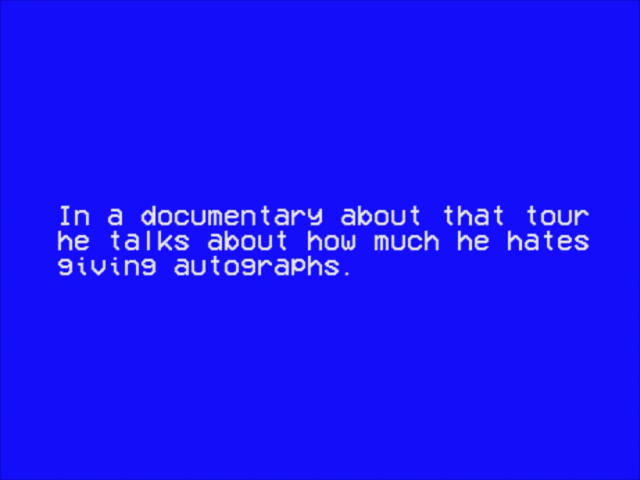 In a documentary about that tour
he talks about how much he hates
giving autographs.